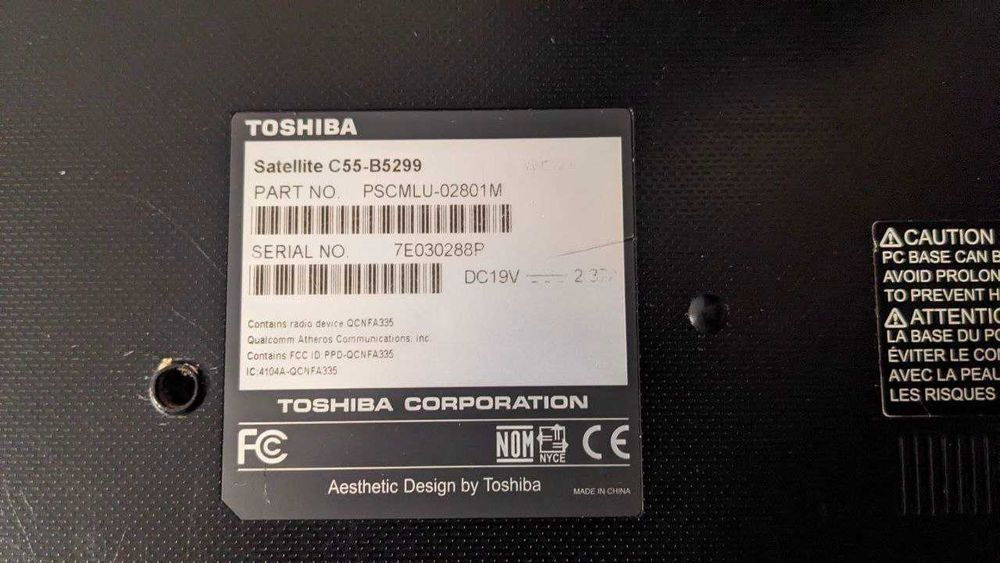 TOSHIBA
Satellite C55-B5299
PART NO. PSCMLU-02801M
SERIAL NO. 7E030288P
DC19V
Contains radio device QCNFA335
Qualcomm Atheros Communications. Inc.
Contains FCC ID PPD-QCNFA335
IC:4104A-QCNFA335
TOSHIBA CORPORATION
FC
NOM
NYCE
CE
Aesthetic Design by Toshiba
MADE IN CHINA
CAUTION
PC BASE CAN B
AVOID PROLON
TO PREVENT H
ATTENTIO
LA BASE DU PC
ÉVITER LE CO
AVEC LA PEAU
LES RISQUES